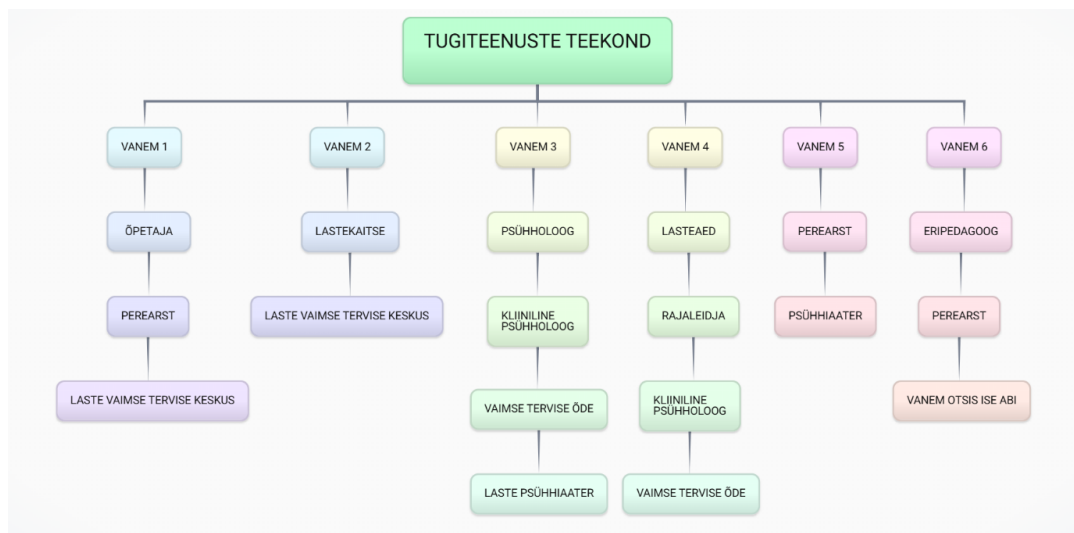 TUGITEENUSTE TEEKOND
VANEM 1
VANEM 2
VANEM 3
VANEM 4
VANEM 5
VANEM 6
ÕPETAJA
LASTEKAITSE
PSÜHHOLOOG
LASTEAED
PEREARST
ERIPEDAGOOG
PEREARST
LASTE VAIMSE TERVISE KESKUS
KLIINILINE
PSÜHHOLOOG
RAJALEIDJA
PSÜHHIAATER
PEREARST
LASTE VAIMSE TERVISE KESKUS
VAIMSE TERVISE ÕDE
KLIINILINE
PSÜHHOLOOG
VANEM OTSIS ISE ABI
LASTE PSÜHHIAATER
VAIMSE TERVISE ÕDE